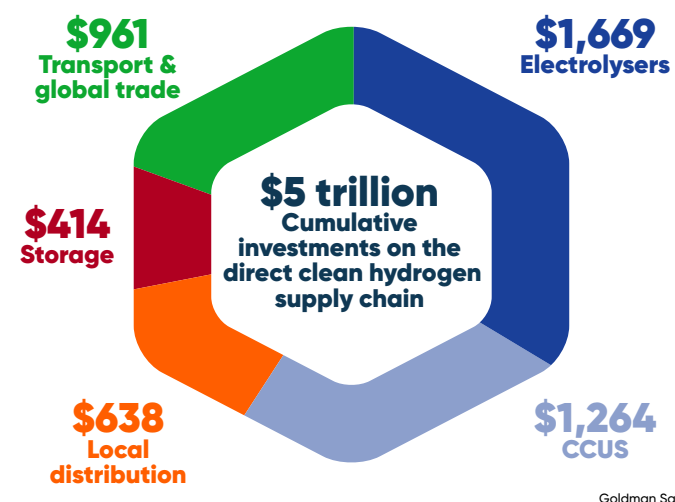 $961
Transport &
global trade
$1,669
Electrolysers
$5 trillion
Cumulative
investments on the
direct clean hydrogen
supply chain
$414
Storage
$638
Local
distribution
$1,264
CCUS
Goldman